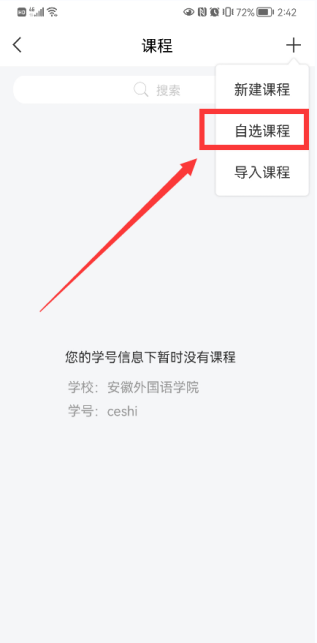 72% 2:42
课程
搜索
新建课程
自选课程
导入课程
您的学号信息下暂时没有课程
学校：安徽外国语学院
学号：ceshi